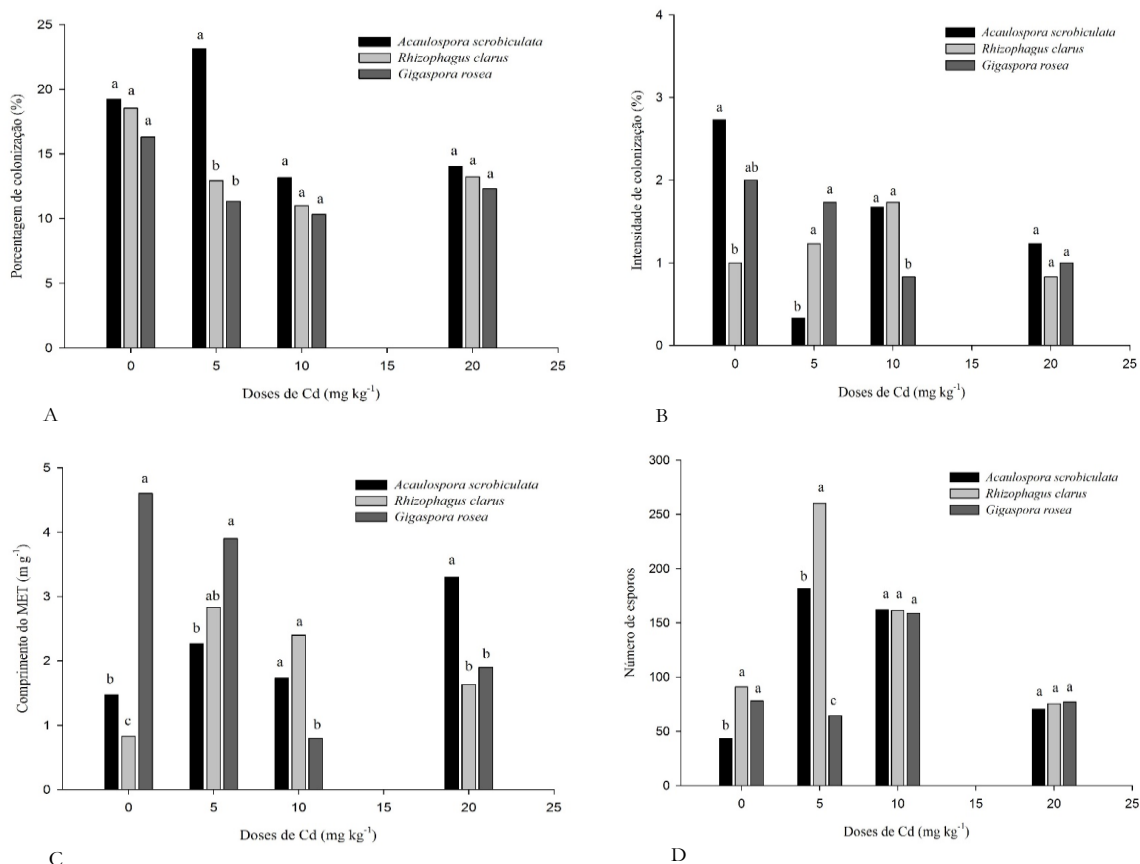 25
20
15
10
5
0
Porcentagem de colonização (%)
Acaulospora scrobiculata
Rhizophagus clarus
Gigaspora rosea
a a a
a b b
a a a
a a a
0 5 10 15 20 25
Doses de Cd (mg kg-1)
A
4
3
2
1
0
Intensidade de colonização (%)
Acaulospora scrobiculata
Rhizophagus clarus
Gigaspora rosea
a b ab
b a a
a a b
a a a
0 5 10 15 20 25
Doses de Cd (mg kg-1)
B
5
4
3
2
1
0
Comprimento do MET (m g-1)
Acaulospora scrobiculata
Rhizophagus clarus
Gigaspora rosea
b c a
b ab a
a a b
a b b
0 5 10 15 20 25
Doses de Cd (mg kg-1)
C
300
250
200
150
100
50
0
Número de esporos
Acaulospora scrobiculata
Rhizophagus clarus
Gigaspora rosea
b a a
b a c
a a a
a a a
0 5 10 15 20 25
Doses de Cd (mg kg-1)
D